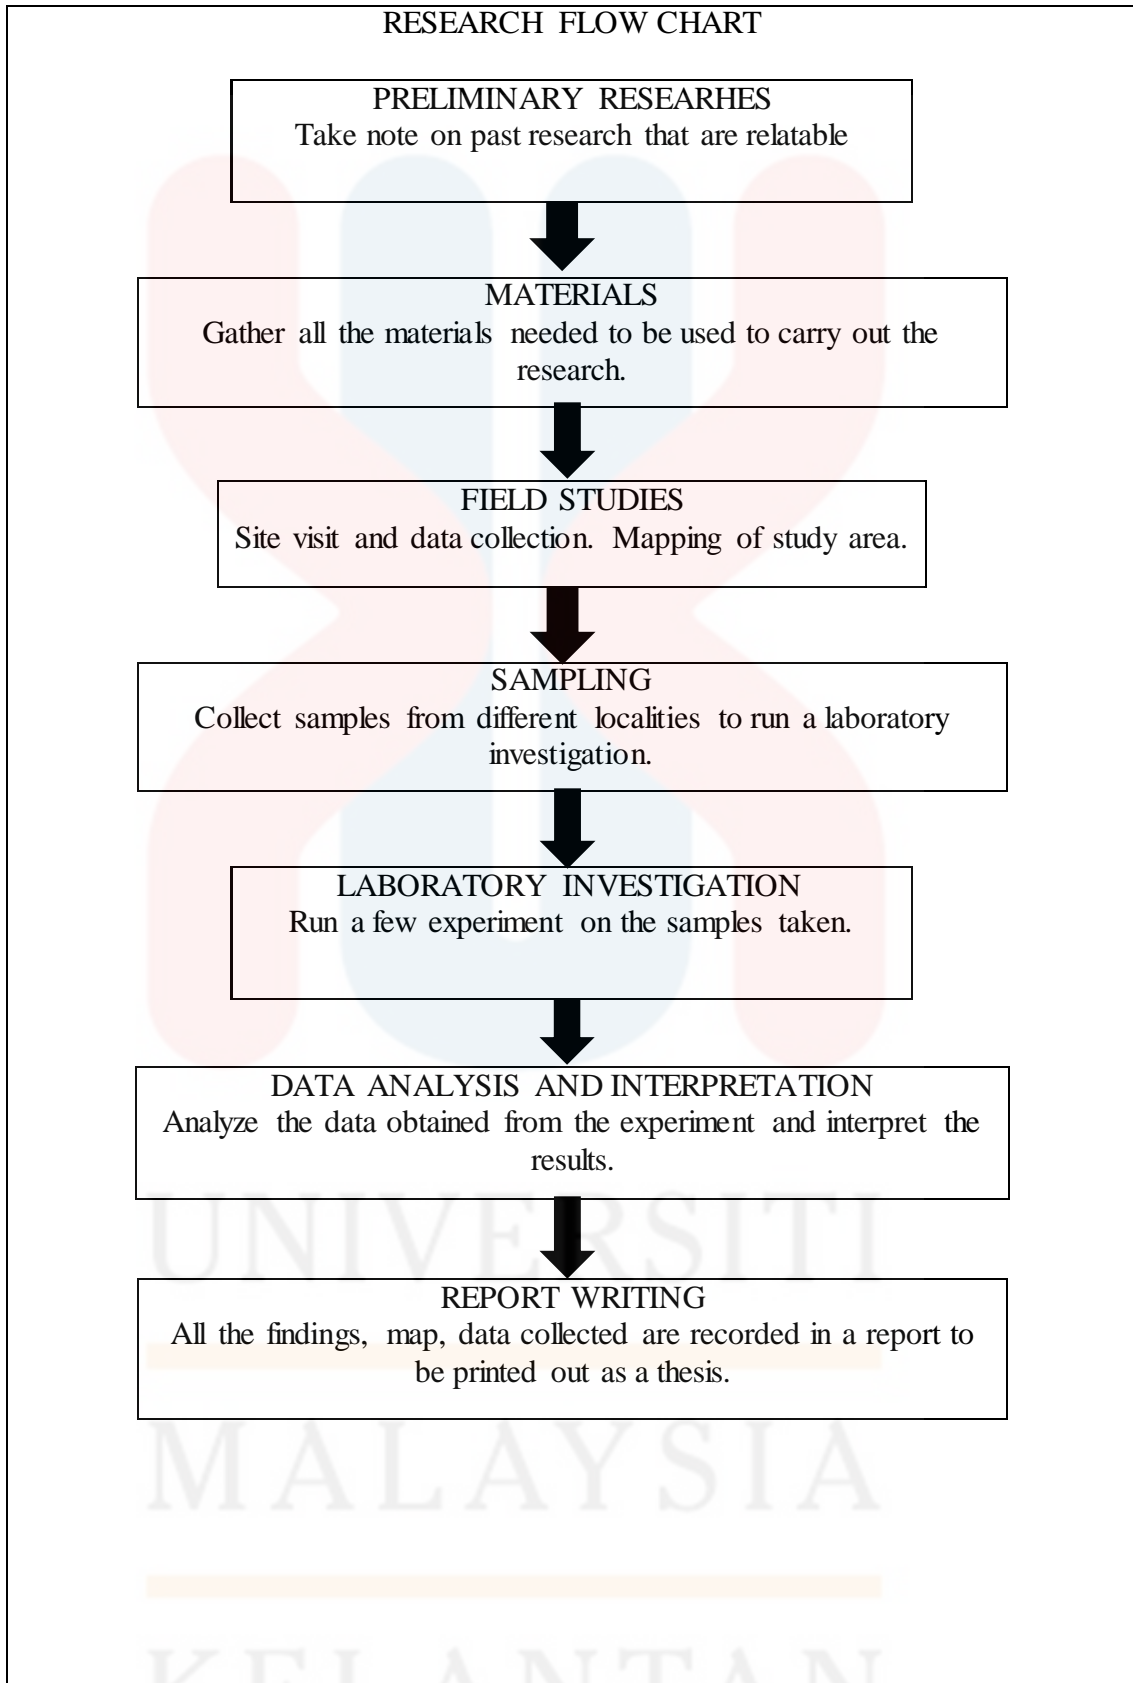 RESEARCH FLOW CHART
PRELIMINARY RESEARHES
Take note on past research that are relatable
MATERIALS
Gather all the materials needed to be used to carry out the
research.
FIELD STUDIES
Site visit and data collection. Mapping of study area.
SAMPLING
Collect samples from different localities to run a laboratory
investigation.
LABORATORY INVESTIGATION
Run a few experiment on the samples taken.
DATA ANALYSIS AND INTERPRETATION
Analyze the data obtained from the experiment and interpret the
results.
UNIVERSITI
REPORT WRITING
All the findings, map, data collected are recorded in a report to
be printed out as a thesis.
MALAYSIA
KELANTAN